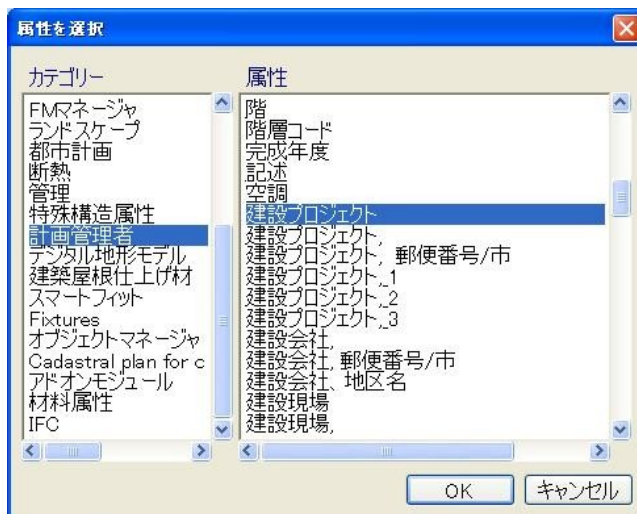 属性を選択
カテゴリー
FMマネージャ
ランドスケープ
都市計画
断熱
管理
特殊構造属性
計画管理者
デジタル地形モデル
建築屋根仕上げ材
スマートフィット
Fixtures
オブジェクトマネージャ
Cadastral plan for c
アドオンモジュール
材料属性
IFC
属性
階
階層コード
完成年度
記述
空調
建設プロジェクト
建設プロジェクト,
建設プロジェクト, 郵便番号/市
建設プロジェクト,_1
建設プロジェクト,_2
建設プロジェクト,_3
建設会社,
建設会社, 郵便番号/市
建設会社、地区名
建設現場
建設現場,
OK
キャンセル